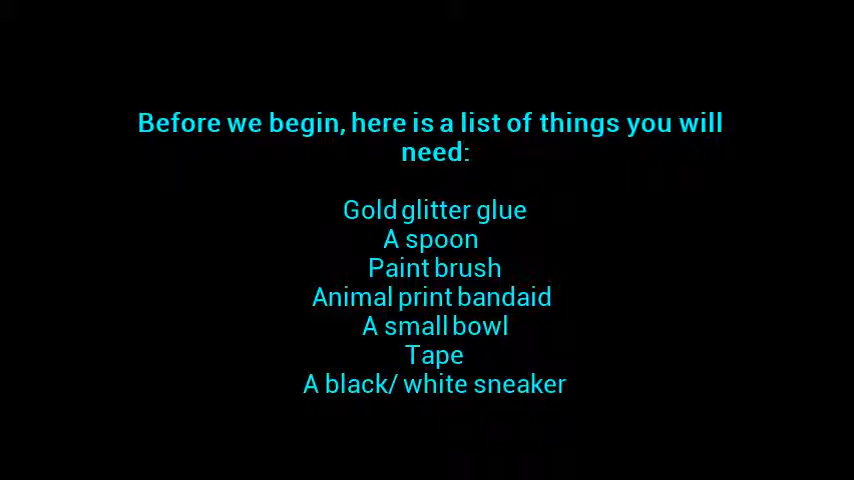 Before we begin, here is a list of things you will
need:
Gold glitter glue
A spoon
Paint brush
Animal print bandaid
A small bowl
Tape
A black/ white sneaker